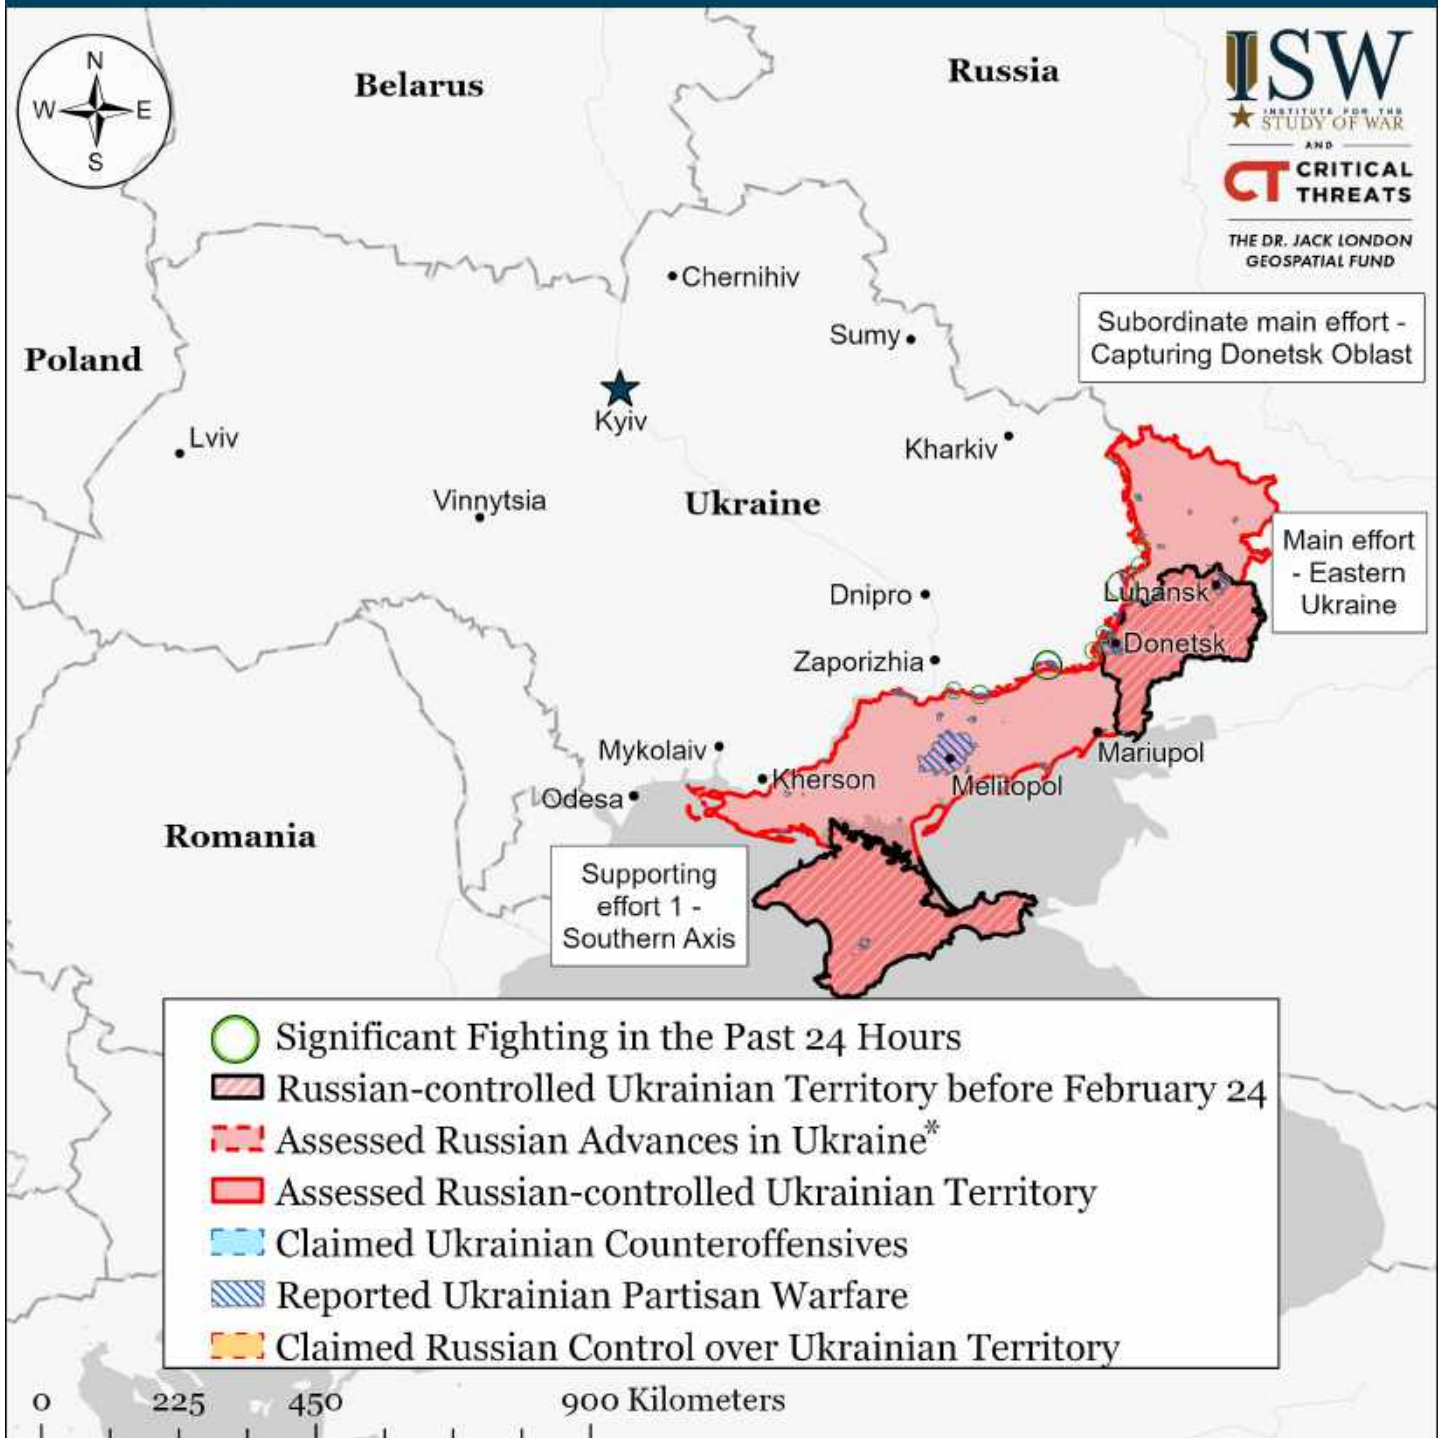 N
W E
S
Belarus
Russia
ISW
INSTITUTE FOR THE
STUDY OF WAR
AND
CT CRITICAL
THREATS
THE DR. JACK LONDON
GEOSPATIAL FUND
Chernihiv
Subordinate main effort -
Capturing Donetsk Oblast
Sumy
Poland
Kyiv
Lviv
Kharkiv
Vinnytsia
Ukraine
Main effort
- Eastern
Ukraine
Dnipro
Luhansk
Donetsk
Zaporizhia
Mykolaiv
Mariupol
Kherson
Melitopol
Odesa
Romania
Supporting
effort 1 -
Southern Axis
Significant Fighting in the Past 24 Hours
Russian-controlled Ukrainian Territory before February 24
Assessed Russian Advances in Ukraine*
Assessed Russian-controlled Ukrainian Territory
Claimed Ukrainian Counteroffensives
Reported Ukrainian Partisan Warfare
Claimed Russian Control over Ukrainian Territory
0 225 450 900 Kilometers